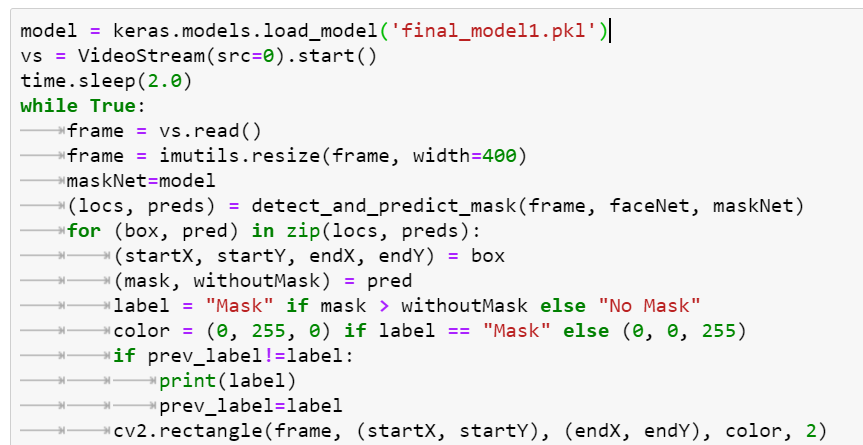 model = keras.models.load_model('final_model1.pkl')
vs = VideoStream(src=0).start()
time.sleep(2.0)
while True:
    frame = vs.read()
    frame = imutils.resize(frame, width=400)
    maskNet=model
    (locs, preds) = detect_and_predict_mask(frame, faceNet, maskNet)
    for (box, pred) in zip(locs, preds):
        (startX, startY, endX, endY) = box
        (mask, withoutMask) = pred
        label = "Mask" if mask > withoutMask else "No Mask"
        color = (0, 255, 0) if label == "Mask" else (0, 0, 255)
        if prev_label!=label:
            print(label)
            prev_label=label
        cv2.rectangle(frame, (startX, startY), (endX, endY), color, 2)